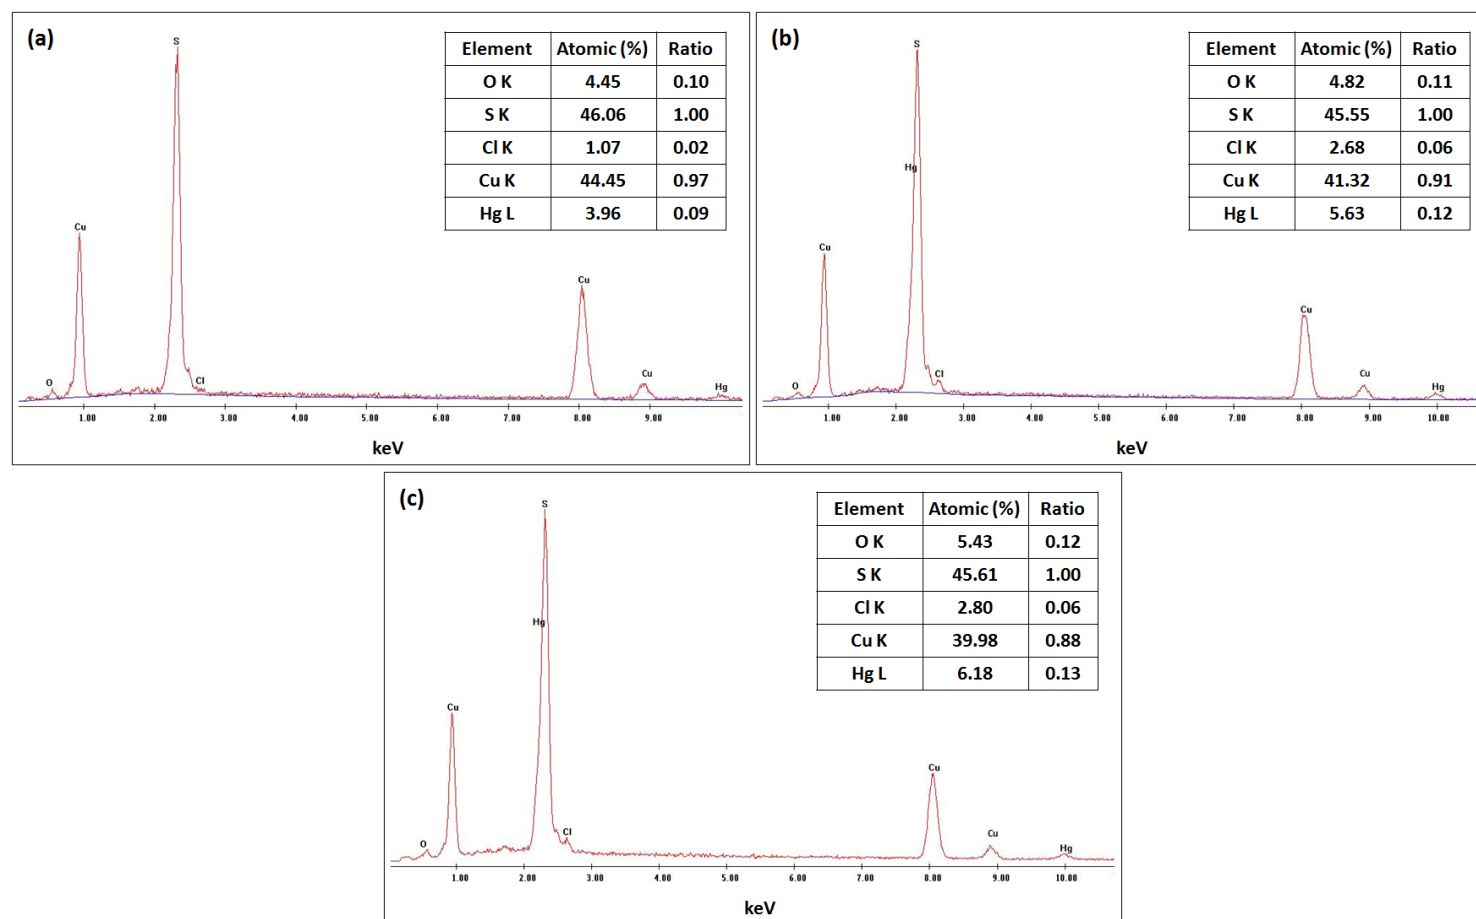 (a)
S
Cu
O
Cl
Cu
Cu
Hg
Element Atomic (%) Ratio
O K 4.45 0.10
S K 46.06 1.00
Cl K 1.07 0.02
Cu K 44.45 0.97
Hg L 3.96 0.09
1.00 2.00 3.00 4.00 5.00 6.00 7.00 8.00 9.00
keV
(b)
S
Hg
Cu
O
Cl
Cu
Cu
Hg
Element Atomic (%) Ratio
O K 4.82 0.11
S K 45.55 1.00
Cl K 2.68 0.06
Cu K 41.32 0.91
Hg L 5.63 0.12
1.00 2.00 3.00 4.00 5.00 6.00 7.00 8.00 9.00 10.00
keV
(c)
S
Hg
Cu
O
Cl
Cu
Cu
Hg
Element Atomic (%) Ratio
O K 5.43 0.12
S K 45.61 1.00
Cl K 2.80 0.06
Cu K 39.98 0.88
Hg L 6.18 0.13
1.00 2.00 3.00 4.00 5.00 6.00 7.00 8.00 9.00 10.00
keV